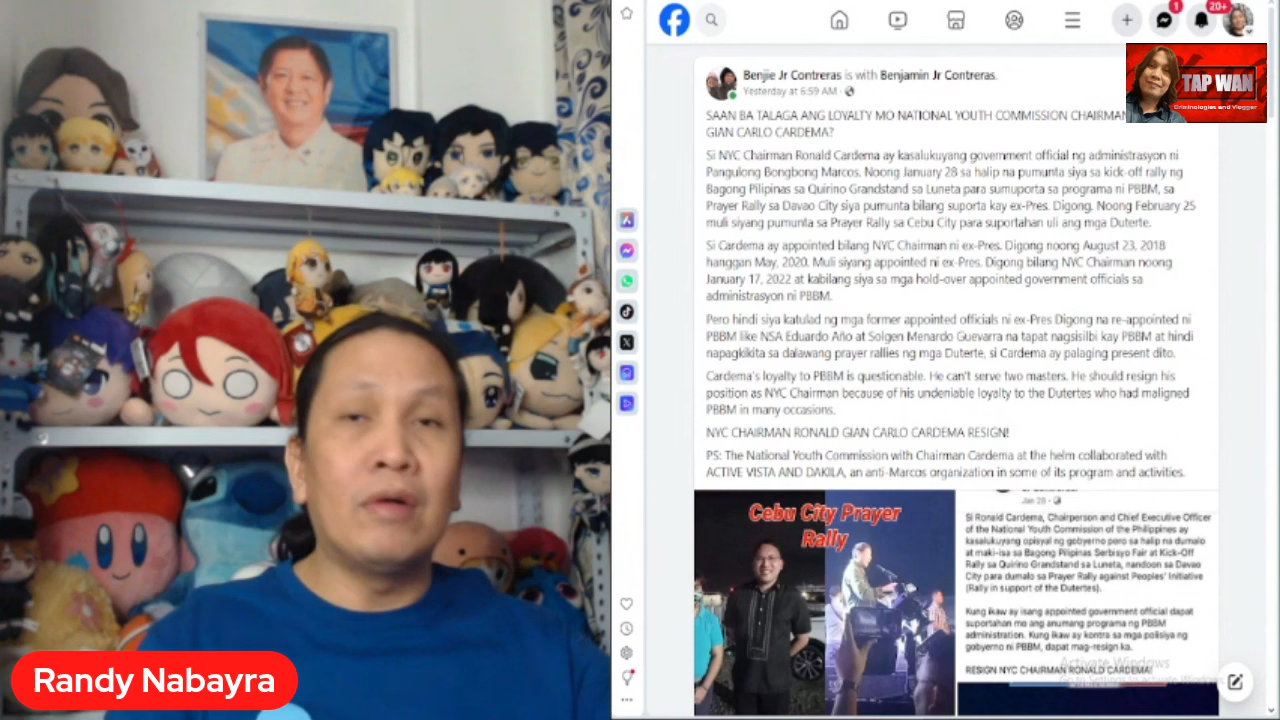 1
20+
TAP WAN
Criminologies and Vlogger
Benjie Jr Contreras is with Benjamin Jr Contreras.
Yesterday at 6:59 AM
SAAN BA TALAGA ANG LOYALTY MO NATIONAL YOUTH COMMISSION CHAIRMAN
GIAN CARLO CARDEMA?
Si NYC Chairman Ronald Cardema ay kasalukuyang government official ng administrasyon ni
Pangulong Bongbong Marcos. Noong January 28 sa halip na pumunta siya sa kick-off rally ng
Bagong Pilipinas sa Quirino Grandstand sa Luneta para sumuporta sa programa ni PBBM, sa
Prayer Rally sa Davao City siya pumunta bilang suporta kay ex-Pres. Digong. Noong February 25
muli siyang pumunta sa Prayer Rally sa Cebu City para suportahan uli ang mga Duterte.
Si Cardema ay appointed bilang NYC Chairman ni ex-Pres. Digong noong August 23, 2018
hanggan May, 2020. Muli siyang appointed ni ex-Pres. Digong bilang NYC Chairman noong
January 17, 2022 at kabilang siya sa mga hold-over appointed government officials sa
administrasyon ni PBBM.
Pero hindi siya katulad ng mga former appointed officials ni ex-Pres Digong na re-appointed ni
PBBM like NSA Eduardo Año at Solgen Menardo Guevarra na tapat nagsisilbi kay PBBM at hindi
napagkikita sa dalawang prayer rallies ng mga Duterte, si Cardema ay palaging present dito.
Cardema's loyalty to PBBM is questionable. He can't serve two masters. He should resign his
position as NYC Chairman because of his undeniable loyalty to the Dutertes who had maligned
PBBM in many occasions.
NYC CHAIRMAN RONALD GIAN CARLO CARDEMA RESIGN!
PS: The National Youth Commission with Chairman Cardema at the helm collaborated with
ACTIVE VISTA AND DAKILA, an anti-Marcos organization in some of its program and activities.
Cebu City Prayer
Rally
Jan 28
Si Ronald Cardema, Chairperson and Chief Executive Officer
of the National Youth Commission of the Philippines ay
kasalukuyang opisyal ng gobyerno pero sa halip na dumalo
at maki-isa sa Bagong Pilipinas Serbisyo Fair at Kick-Off
Rally sa Quirino Grandstand sa Luneta, nandoon sa Davao
City para dumalo sa Prayer Rally against Peoples' Initiative
(Rally in support of the Dutertes).
Kung ikaw ay isang appointed government official dapat
suportahan mo ang anumang programa ng PBBM
administration. Kung ikaw ay kontra sa mga polisiya ng
gobyerno ni PBBM, dapat mag-resign ka.
RESIGN NYC CHAIRMAN RONALD CARDEMA!
Activate Windows
Go to Settings to activate Windows.
Randy Nabayra